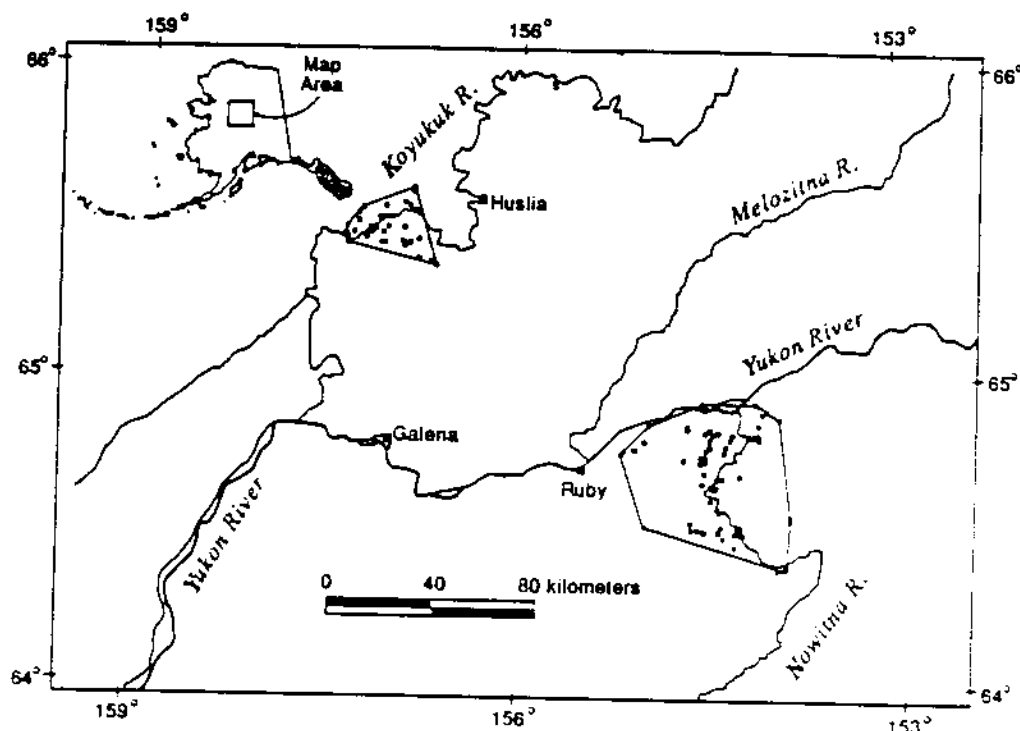 159° 156° 153°
66° 66°
Map
Area
Koyukuk R.
Huslia
Melozitna R.
Yukon River
65° 65°
Galena
Ruby
Yukon River
0 40 80 kilometers
Nowitna R.
64° 64°
159° 156° 153°